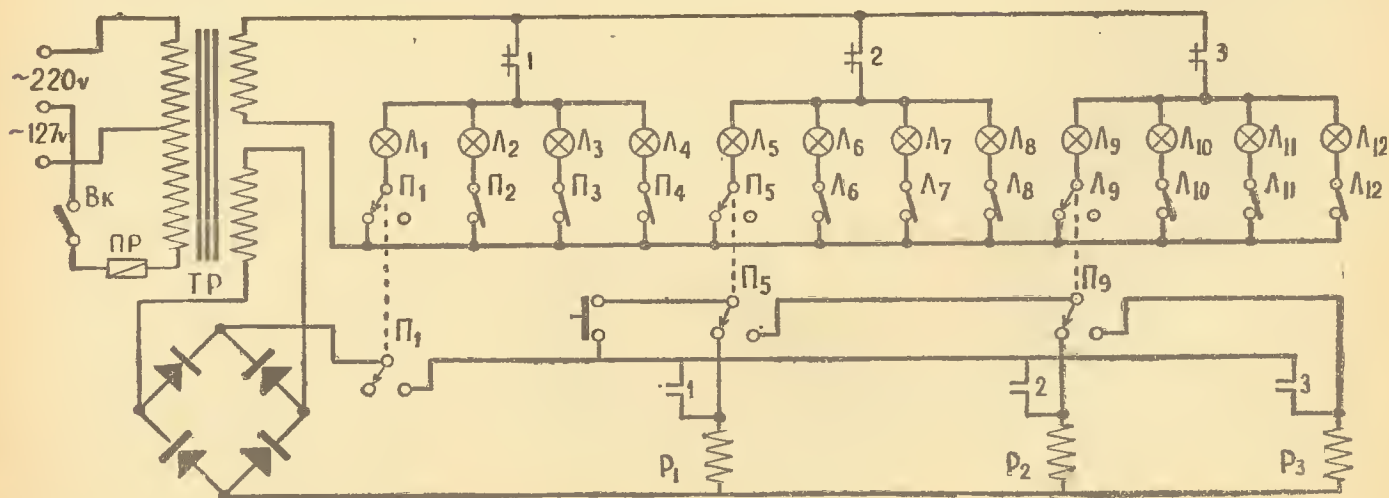 1 2 3
~220v
~127v
Вк
ПР
ТР
Л1 Л2 Л3 Л4 Л5 Л6 Л7 Л8 Л9 Л10 Л11 Л12
П1 П2 П3 П4 П5 Л6 Л7 Л8 Л9 Л10 Л11 Л12
П1 П5 П9
1 2 3
Р1 Р2 Р3